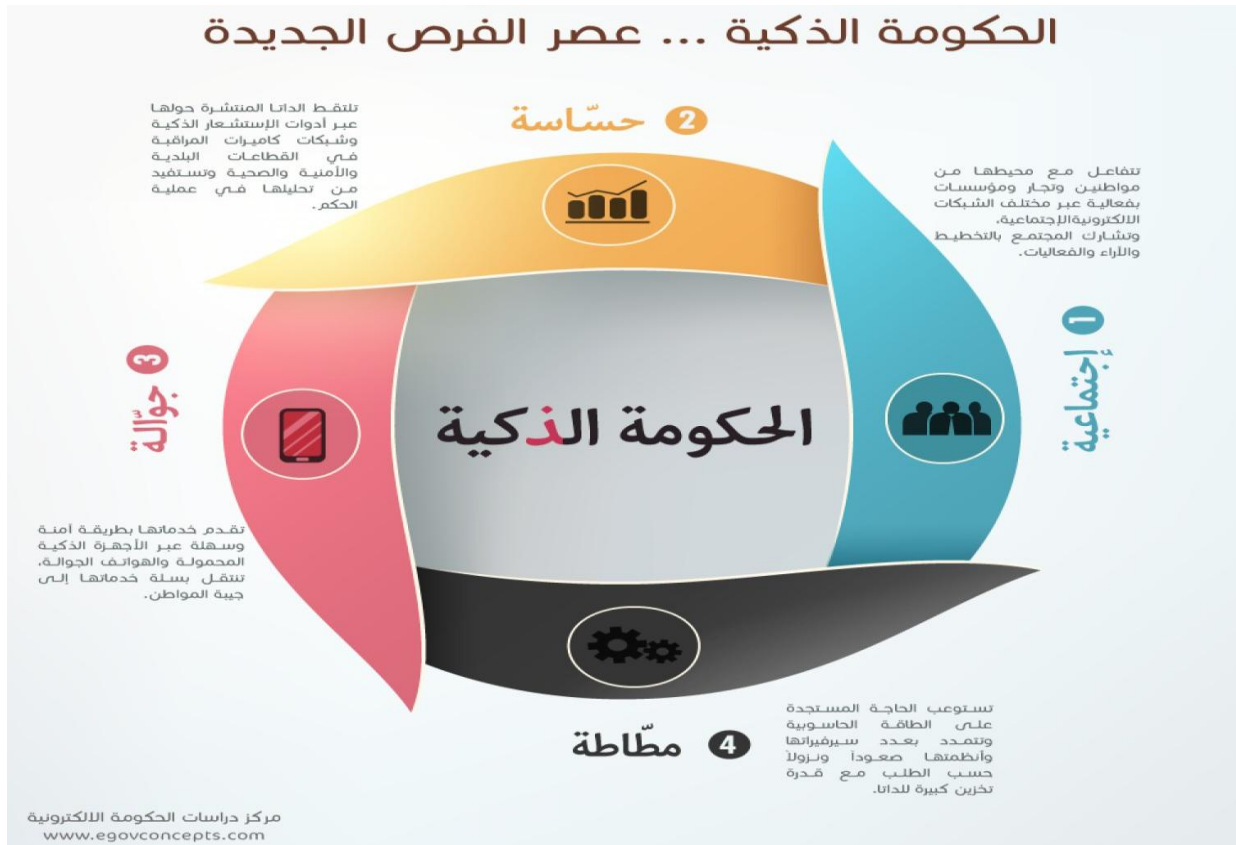 الحكومة الذكية ... عصر الفرص الجديدة
1 إجتماعية
تتفاعل مع محيطها من
مواطنين وتجار ومؤسسات
بفعالية عبر مختلف الشبكات
الالكترونيةالإجتماعية،
وتشارك المجتمع بالتخطيط
والآراء والفعاليات.
2 حسّاسة
تلتقط الداتا المنتشرة حولها
عبر أدوات الإستشعار الذكية
وشبكات كاميرات المراقبة
في القطاعات البلدية
والأمنية والصحية وتستفيد
من تحليلها في عملية
الحكم.
3 جوّالة
تقدم خدماتها بطريقة آمنة
وسهلة عبر الأجهزة الذكية
المحمولة والهواتف الجوالة،
تنتقل بسلة خدماتها إلى
جيبة المواطن.
4 مطّاطة
تستوعب الحاجة المستجدة
على الطاقة الحاسوبية
وتتمدد بعدد سيرفيراتها
وأنظمتها صعوداً ونزولاً
حسب الطلب مع قدرة
تخزين كبيرة للداتا.
الحكومة الذكية
مركز دراسات الحكومة الالكترونية
www.egovconcepts.com